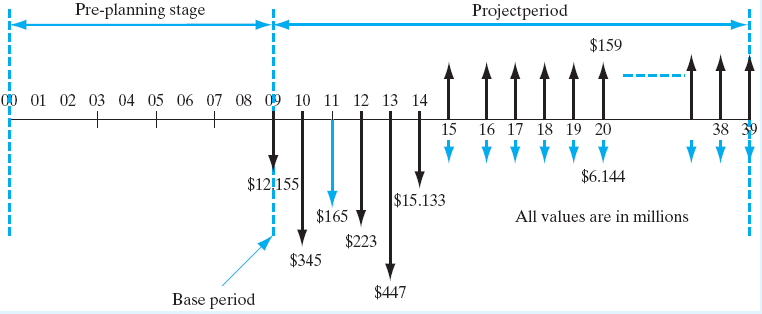 Pre-planning stage
Projectperiod
$159
00 01 02 03 04 05 06 07 08 09 10 11 12 13 14
15 16 17 18 19 20 38 39
$12.155
$15.133
$6.144
$165
All values are in millions
$223
$345
Base period
$447